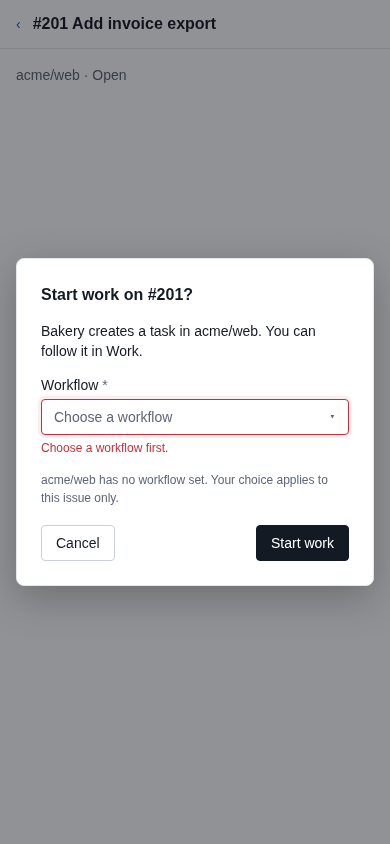 ‹ #201 Add invoice export
acme/web · Open
Start work on #201?
Bakery creates a task in acme/web. You can
follow it in Work.
Workflow *
Choose a workflow
Choose a workflow first.
acme/web has no workflow set. Your choice applies to
this issue only.
Cancel
Start work